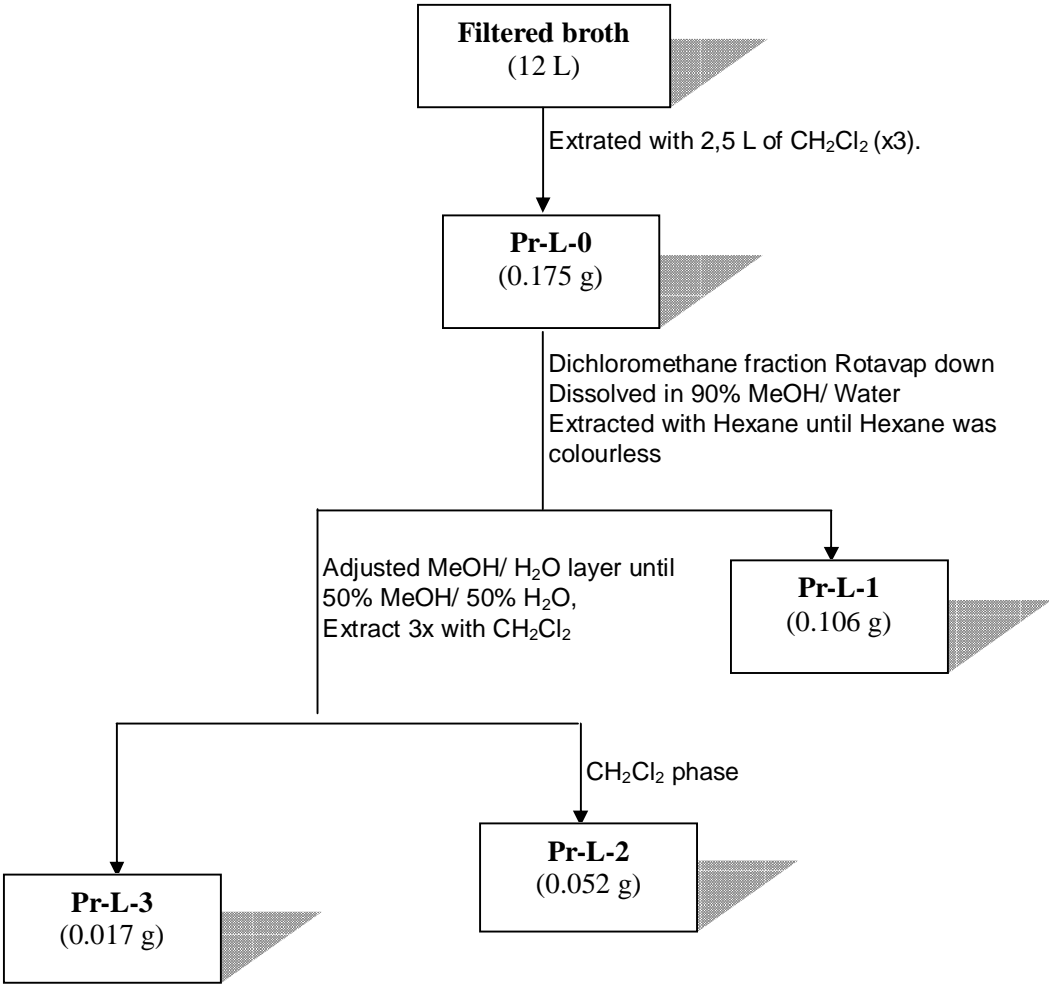 Filtered broth
(12 L)
Extrated with 2,5 L of CH₂Cl₂ (x3).
Pr-L-0
(0.175 g)
Dichloromethane fraction Rotavap down
Dissolved in 90% MeOH/ Water
Extracted with Hexane until Hexane was
colourless
Adjusted MeOH/ H₂O layer until
50% MeOH/ 50% H₂O,
Extract 3x with CH₂Cl₂
Pr-L-1
(0.106 g)
CH₂Cl₂ phase
Pr-L-2
(0.052 g)
Pr-L-3
(0.017 g)